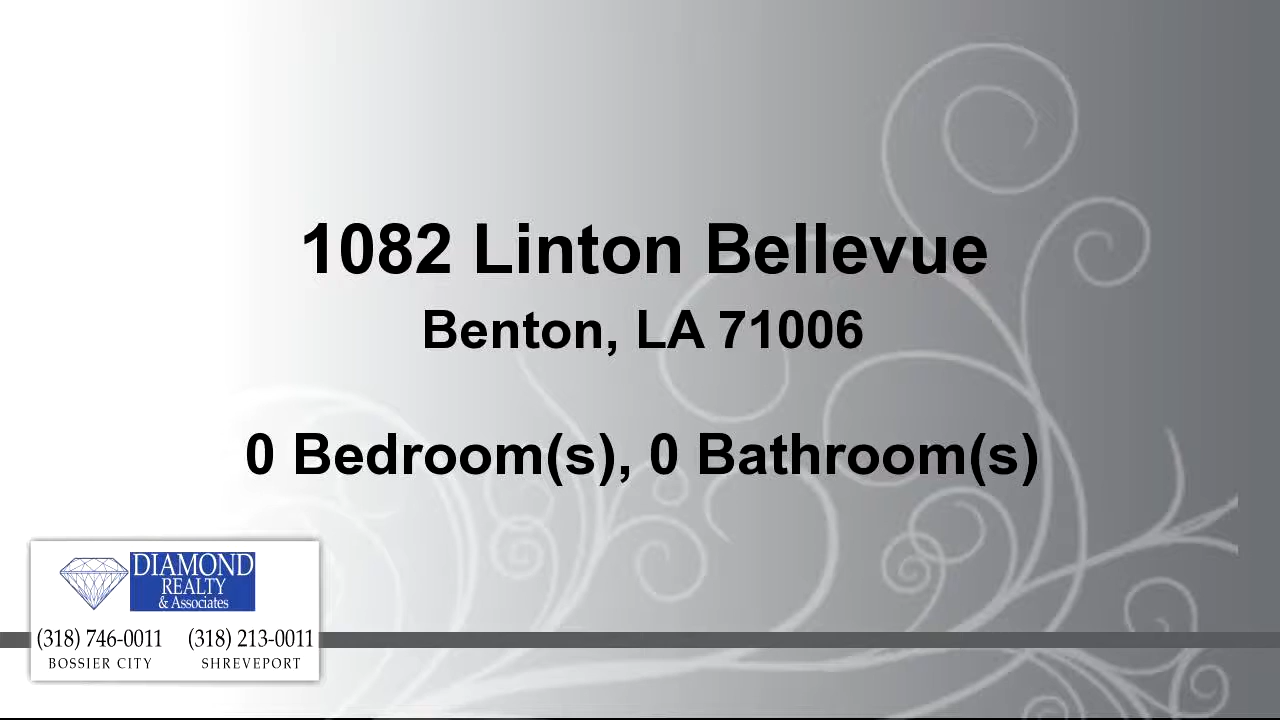 1082 Linton Bellevue
Benton, LA 71006
0 Bedroom(s), 0 Bathroom(s)
DIAMOND
REALTY
& Associates
(318) 746-0011 (318) 213-0011
BOSSIER CITY SHREVEPORT